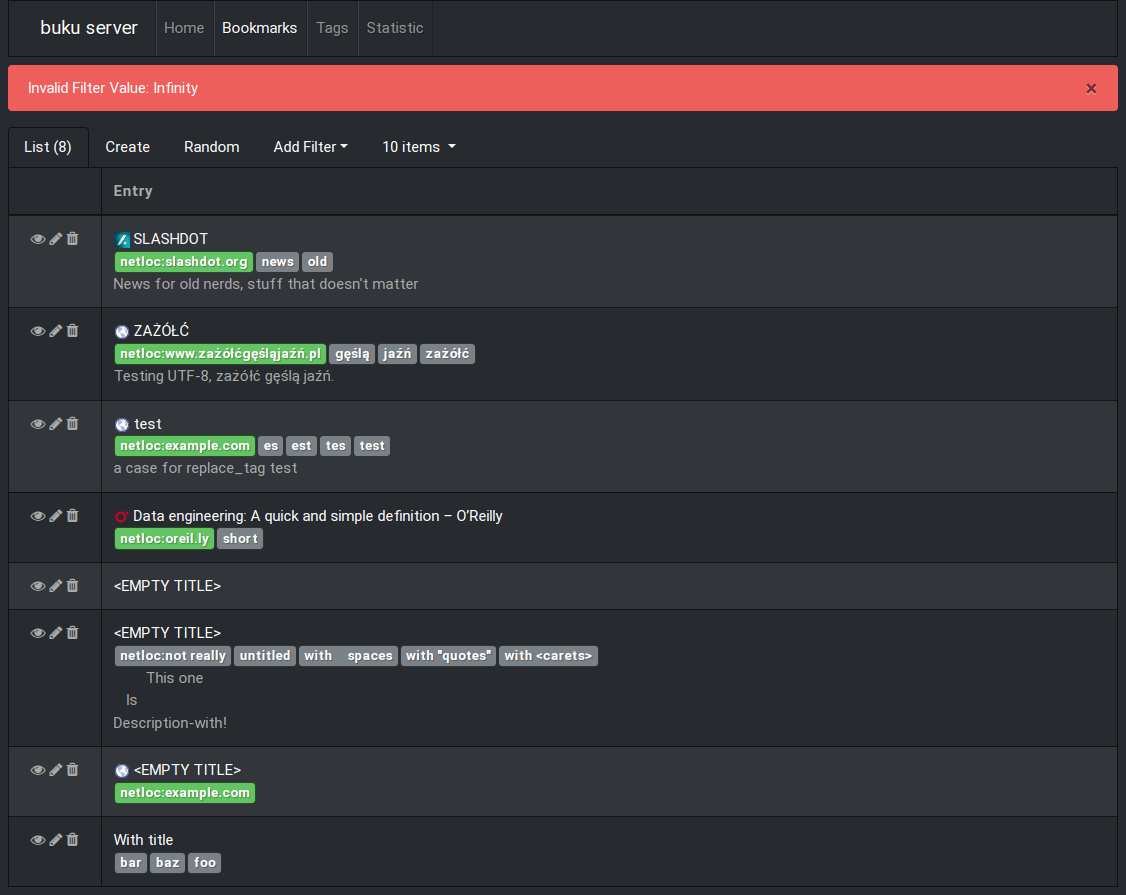 buku server Home Bookmarks Tags Statistic
Invalid Filter Value: Infinity ×
List (8) Create Random Add Filter 10 items
Entry
SLASHDOT
netloc:slashdot.org news old
News for old nerds, stuff that doesn't matter
ZAŻÓŁĆ
netloc:www.zażółćgęśląjaźń.pl gęślą jaźń zażółć
Testing UTF-8, zażółć gęślą jaźń.
test
netloc:example.com es est tes test
a case for replace_tag test
Data engineering: A quick and simple definition – O’Reilly
netloc:oreil.ly short
<EMPTY TITLE>
<EMPTY TITLE>
netloc:not really untitled with    spaces with "quotes" with <carets>
This one
Is
Description-with!
<EMPTY TITLE>
netloc:example.com
With title
bar baz foo